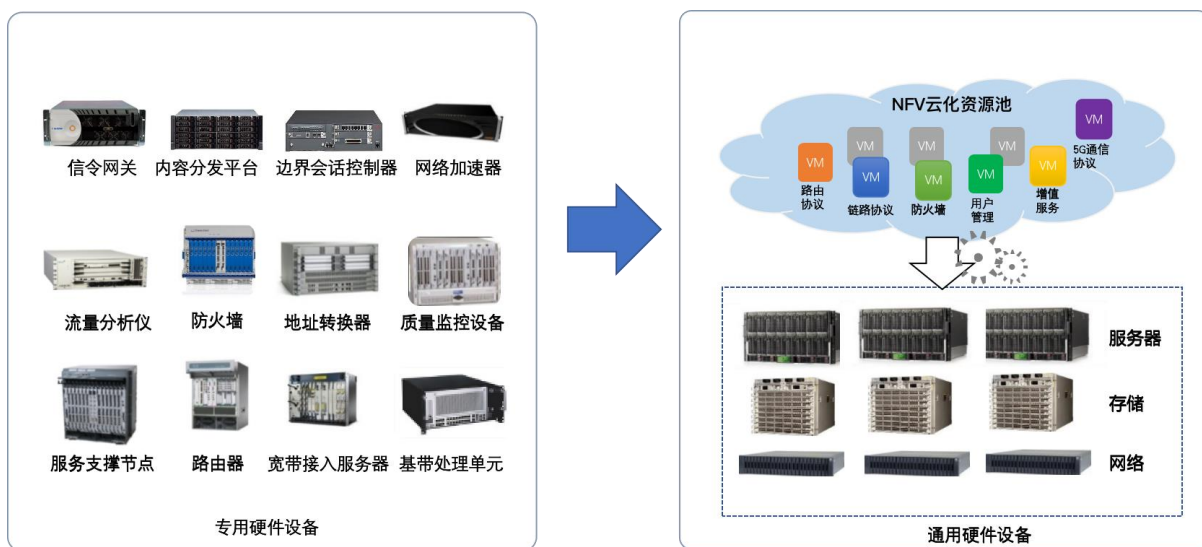 信令网关
内容分发平台
边界会话控制器
网络加速器
流量分析仪
防火墙
地址转换器
质量监控设备
服务支撑节点
路由器
宽带接入服务器
基带处理单元
专用硬件设备
NFV云化资源池
VM
VM
VM
VM
VM
VM
VM
VM
VM
5G通信
协议
路由
协议
链路协议
防火墙
用户
管理
增值
服务
服务器
存储
网络
通用硬件设备